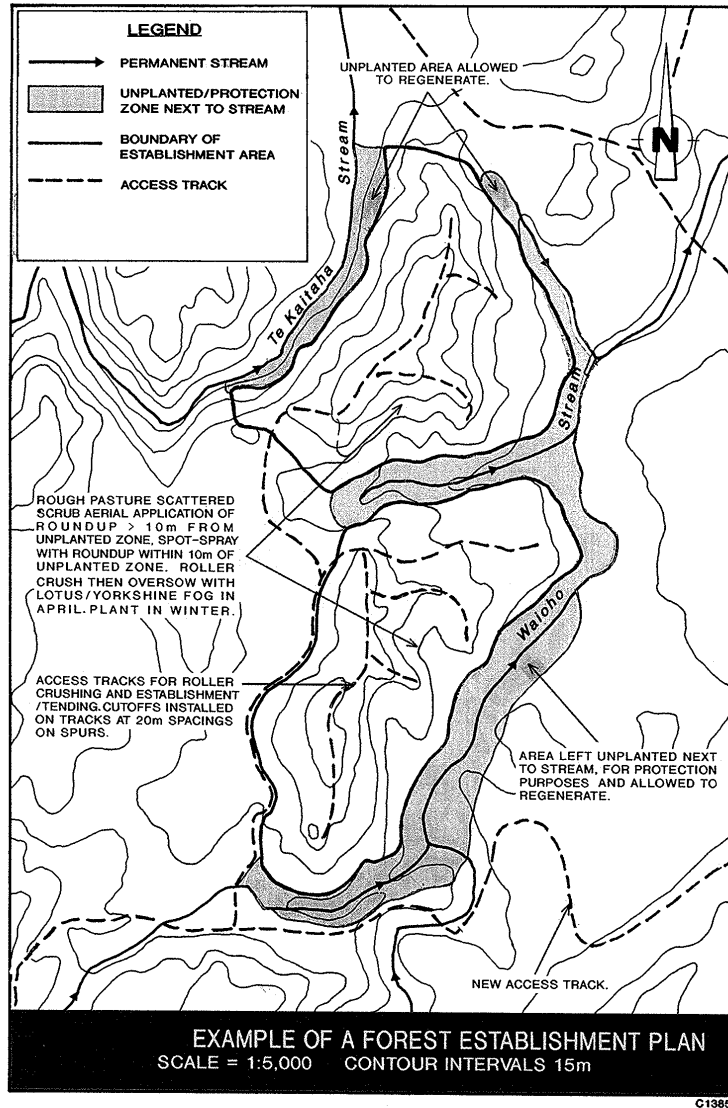 LEGEND
PERMANENT STREAM
UNPLANTED/PROTECTION
ZONE NEXT TO STREAM
BOUNDARY OF
ESTABLISHMENT AREA
ACCESS TRACK
UNPLANTED AREA ALLOWED
TO REGENERATE.
N
Stream
Te Kaitaha
Stream
ROUGH PASTURE SCATTERED
SCRUB AERIAL APPLICATION OF
ROUNDUP > 10m FROM
UNPLANTED ZONE, SPOT-SPRAY
WITH ROUNDUP WITHIN 10m OF
UNPLANTED ZONE. ROLLER
CRUSH THEN OVERSOW WITH
LOTUS/YORKSHIRE FOG IN
APRIL. PLANT IN WINTER.
Waioho
ACCESS TRACKS FOR ROLLER
CRUSHING AND ESTABLISHMENT
/TENDING. CUTOFFS INSTALLED
ON TRACKS AT 20m SPACINGS
ON SPURS.
AREA LEFT UNPLANTED NEXT
TO STREAM, FOR PROTECTION
PURPOSES AND ALLOWED TO
REGENERATE.
NEW ACCESS TRACK.
EXAMPLE OF A FOREST ESTABLISHMENT PLAN
SCALE = 1:5,000 CONTOUR INTERVALS 15m